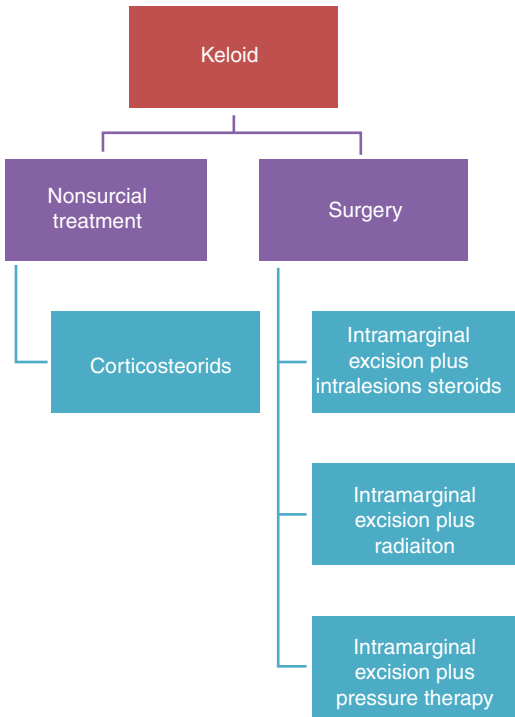 Keloid
Nonsurcial
treatment
Surgery
Corticosteorids
Intramarginal
excision plus
intralesions steroids
Intramarginal
excision plus
radiaiton
Intramarginal
excision plus
pressure therapy